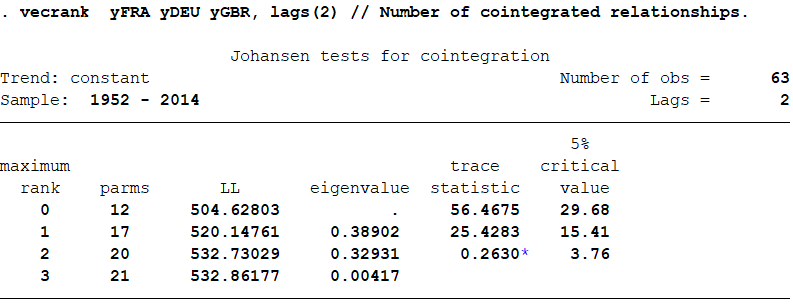 . vecrank  yFRA yDEU yGBR, lags(2) // Number of cointegrated relationships.
Johansen tests for cointegration
Trend: constant Number of obs = 63
Sample: 1952 - 2014 Lags = 2
5%
maximum trace critical
rank parms LL eigenvalue statistic value
0 12 504.62803 . 56.4675 29.68
1 17 520.14761 0.38902 25.4283 15.41
2 20 532.73029 0.32931 0.2630* 3.76
3 21 532.86177 0.00417